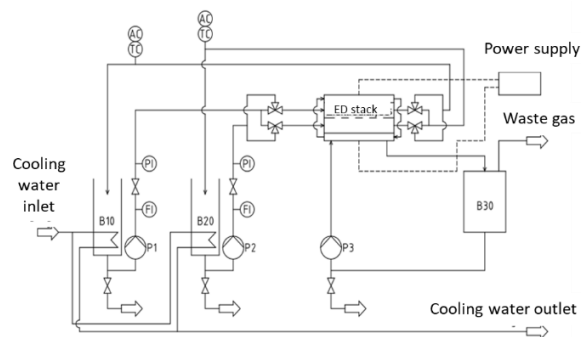 AC
TC
AC
TC
Power supply
ED stack
Waste gas
PI
PI
Cooling
water
inlet
FI
FI
B10
B20
B30
P1
P2
P3
Cooling water outlet